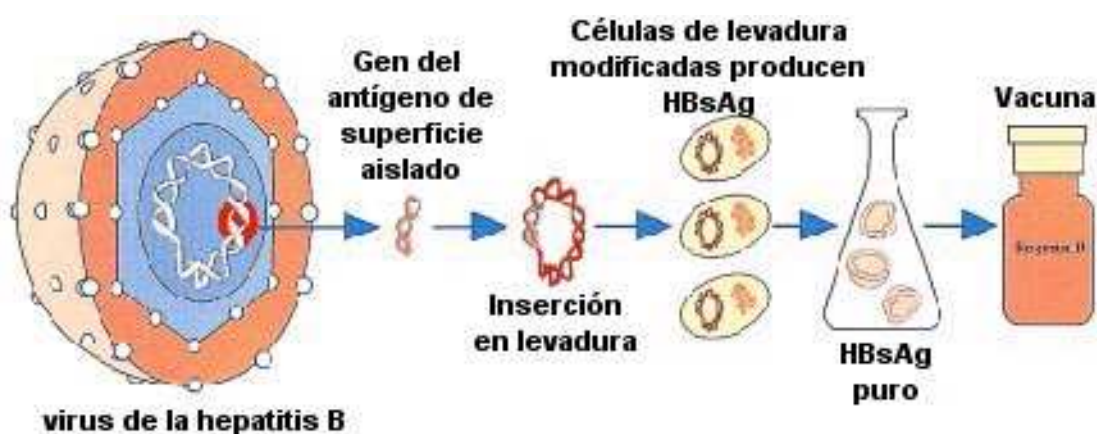 Gen del
antígeno de
superficie
aislado
Células de levadura
modificadas producen
HBsAg
Vacuna
Inserción
en levadura
HBsAg
puro
virus de la hepatitis B